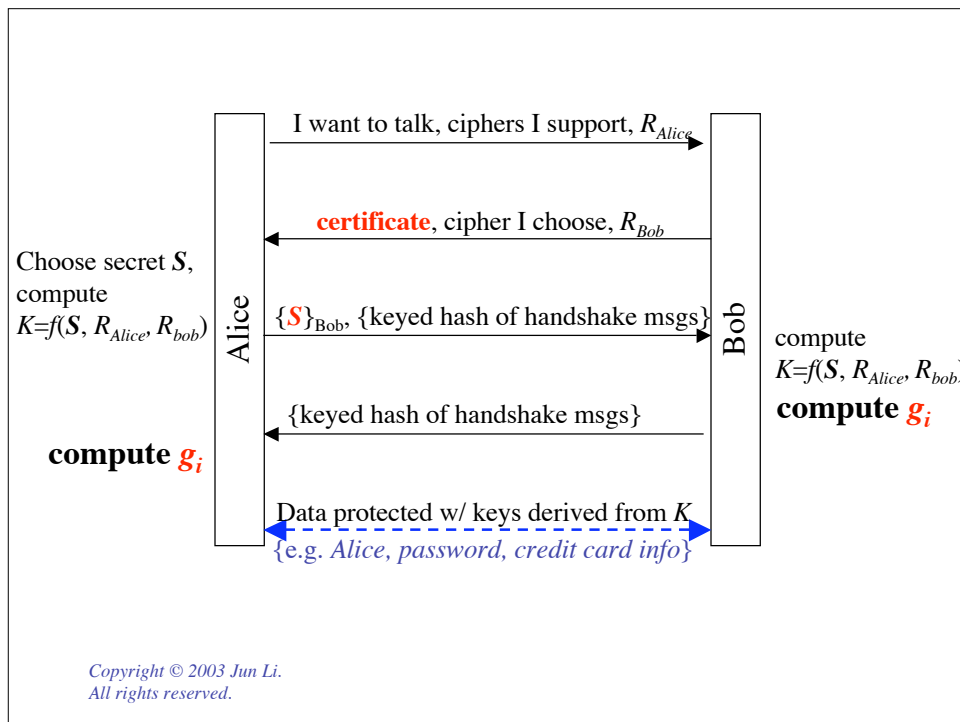 I want to talk, ciphers I support, R_Alice
certificate, cipher I choose, R_Bob
Choose secret S,
compute
K=f(S, R_Alice, R_bob)
Alice
{S}_Bob, {keyed hash of handshake msgs}
Bob
compute
K=f(S, R_Alice, R_bob)
compute g_i
{keyed hash of handshake msgs}
compute g_i
Data protected w/ keys derived from K
{e.g. Alice, password, credit card info}
Copyright © 2003 Jun Li.
All rights reserved.